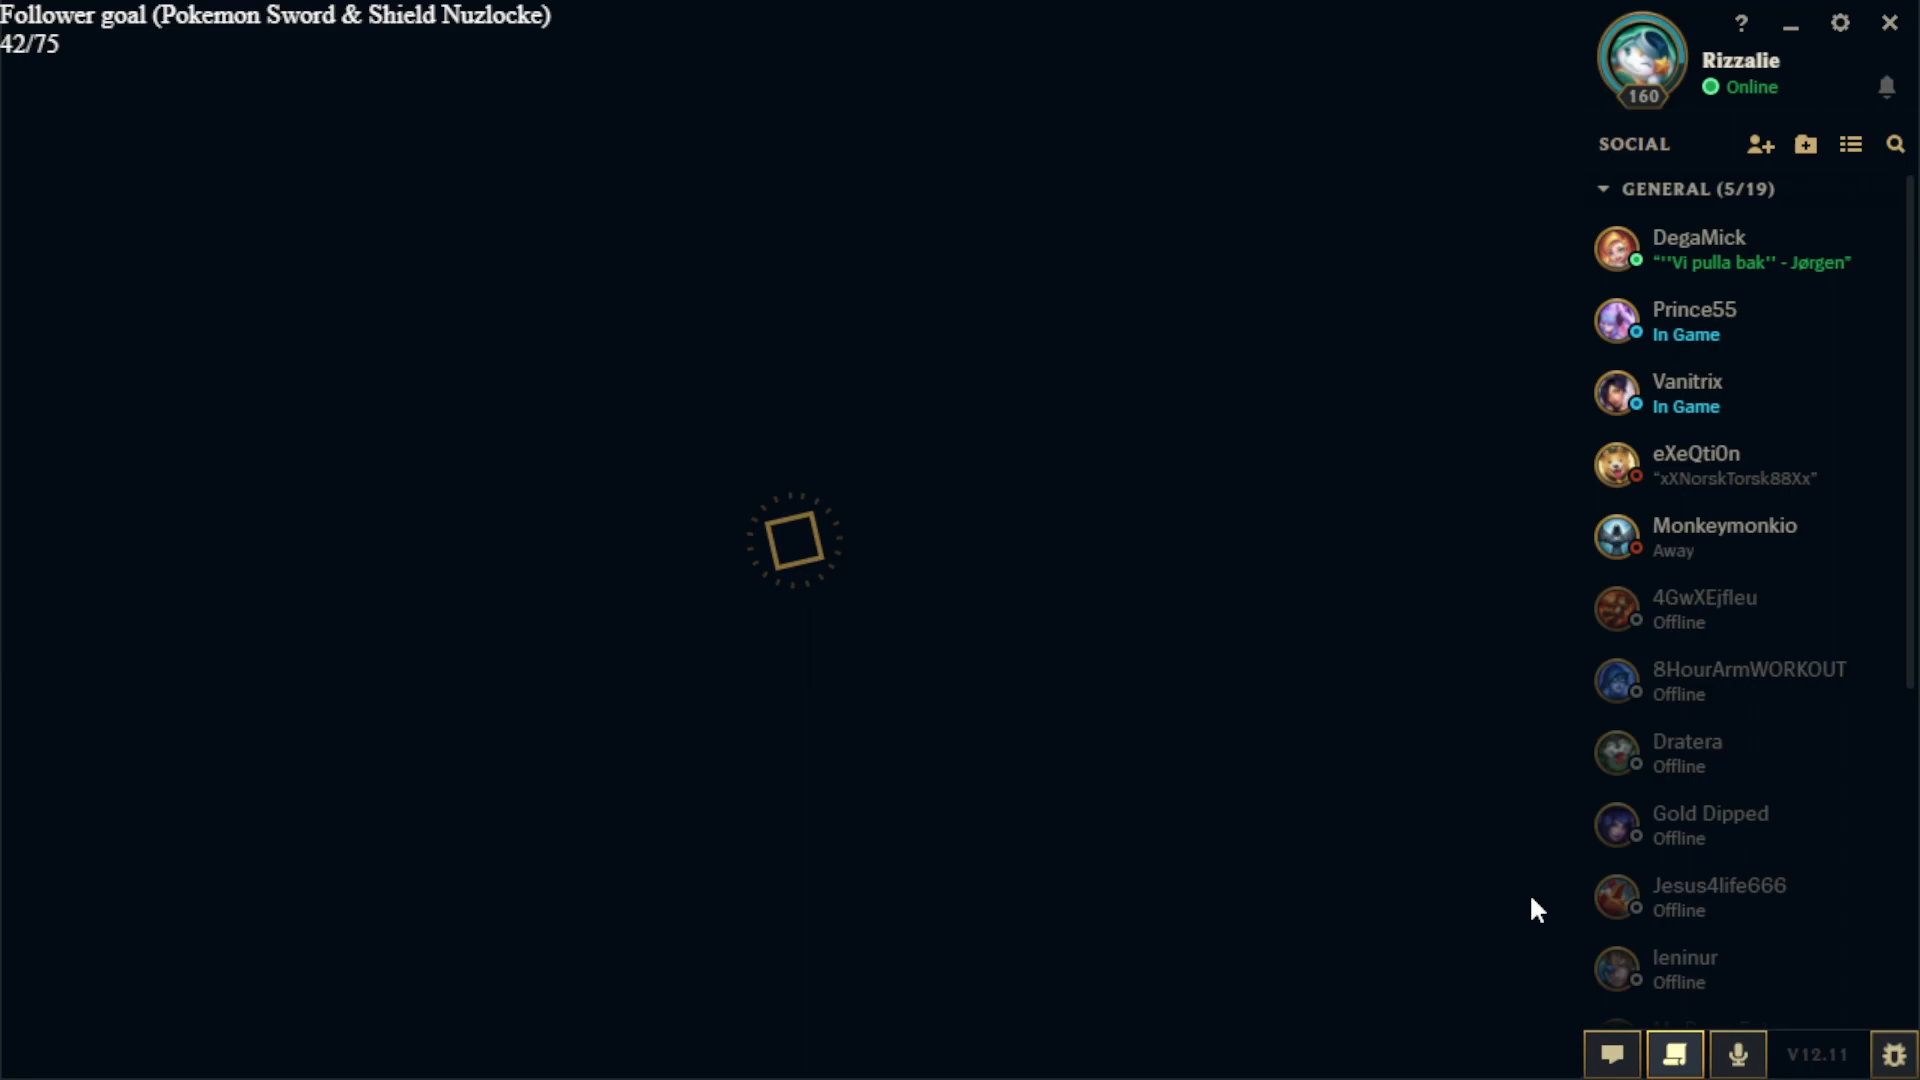 Follower goal (Pokemon Sword & Shield Nuzlocke)
42/75
?
Rizzalie
Online
160
SOCIAL
GENERAL (5/19)
DegaMick
“''Vi pulla bak'' - Jørgen”
Prince55
In Game
Vanitrix
In Game
eXeQti0n
“xXNorskTorsk88Xx”
Monkeymonkio
Away
4GwXEjfleu
Offline
8HourArmWORKOUT
Offline
Dratera
Offline
Gold Dipped
Offline
Jesus4life666
Offline
leninur
Offline
V12.11